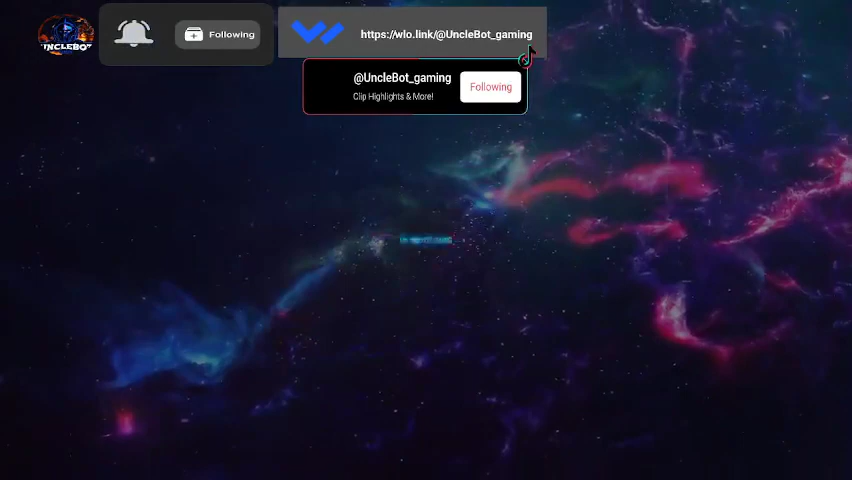 UNCLEBOT
Following
https://wlo.link/@UncleBot_gaming
@UncleBot_gaming
Clip Highlights & More!
Following